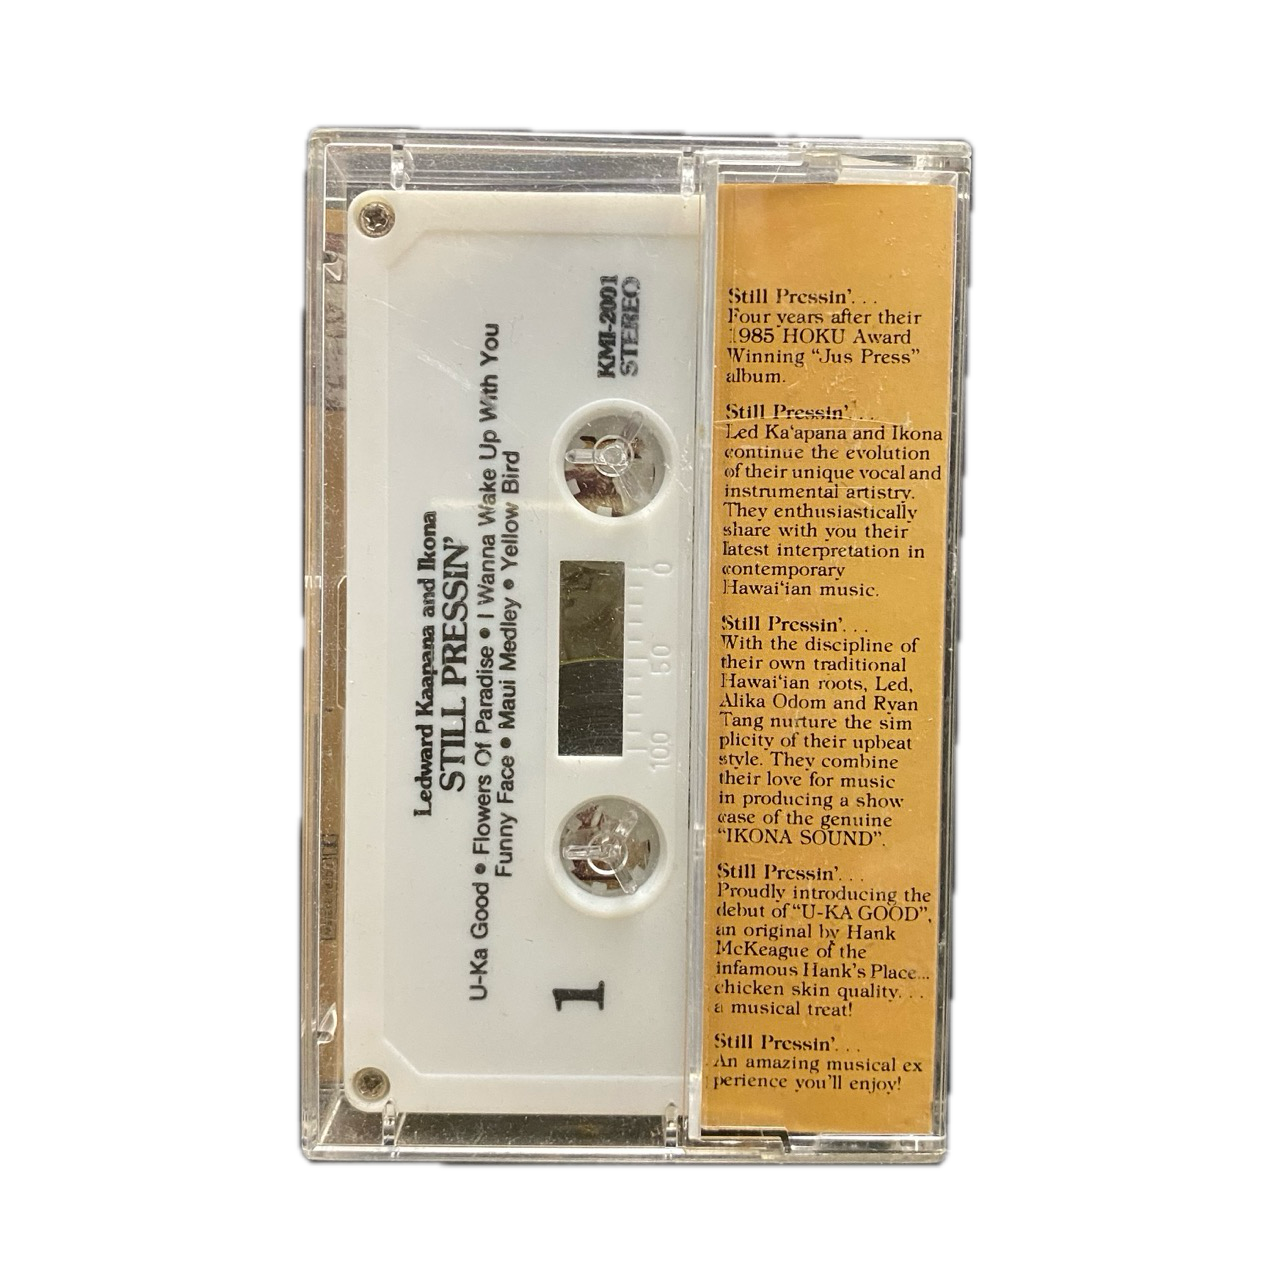 Ledward Kaapana and Ikona
STILL PRESSiN'
U-Ka Good • Flowers Of Paradise • I Wanna Wake Up With You
Funny Face • Maui Medley • Yellow Bird
1
KMI-2001
STEREO
100 50 0
Still Pressin'. . .
Four years after their
1985 HOKU Award
Winning “Jus Press”
album.
Still Pressin'. . .
Led Ka‘apana and Ikona
continue the evolution
of their unique vocal and
instrumental artistry.
They enthusiastically
share with you their
latest interpretation in
contemporary
Hawai‘ian music.
Still Pressin'. . .
With the discipline of
their own traditional
Hawai‘ian roots, Led,
Alika Odom and Ryan
Tang nurture the sim
plicity of their upbeat
style. They combine
their love for music
in producing a show
case of the genuine
“IKONA SOUND”.
Still Pressin'. . .
Proudly introducing the
debut of “U-KA GOOD”,
an original by Hank
McKeague of the
infamous Hank's Place...
chicken skin quality. . .
a musical treat!
Still Pressin'. . .
An amazing musical ex
perience you'll enjoy!